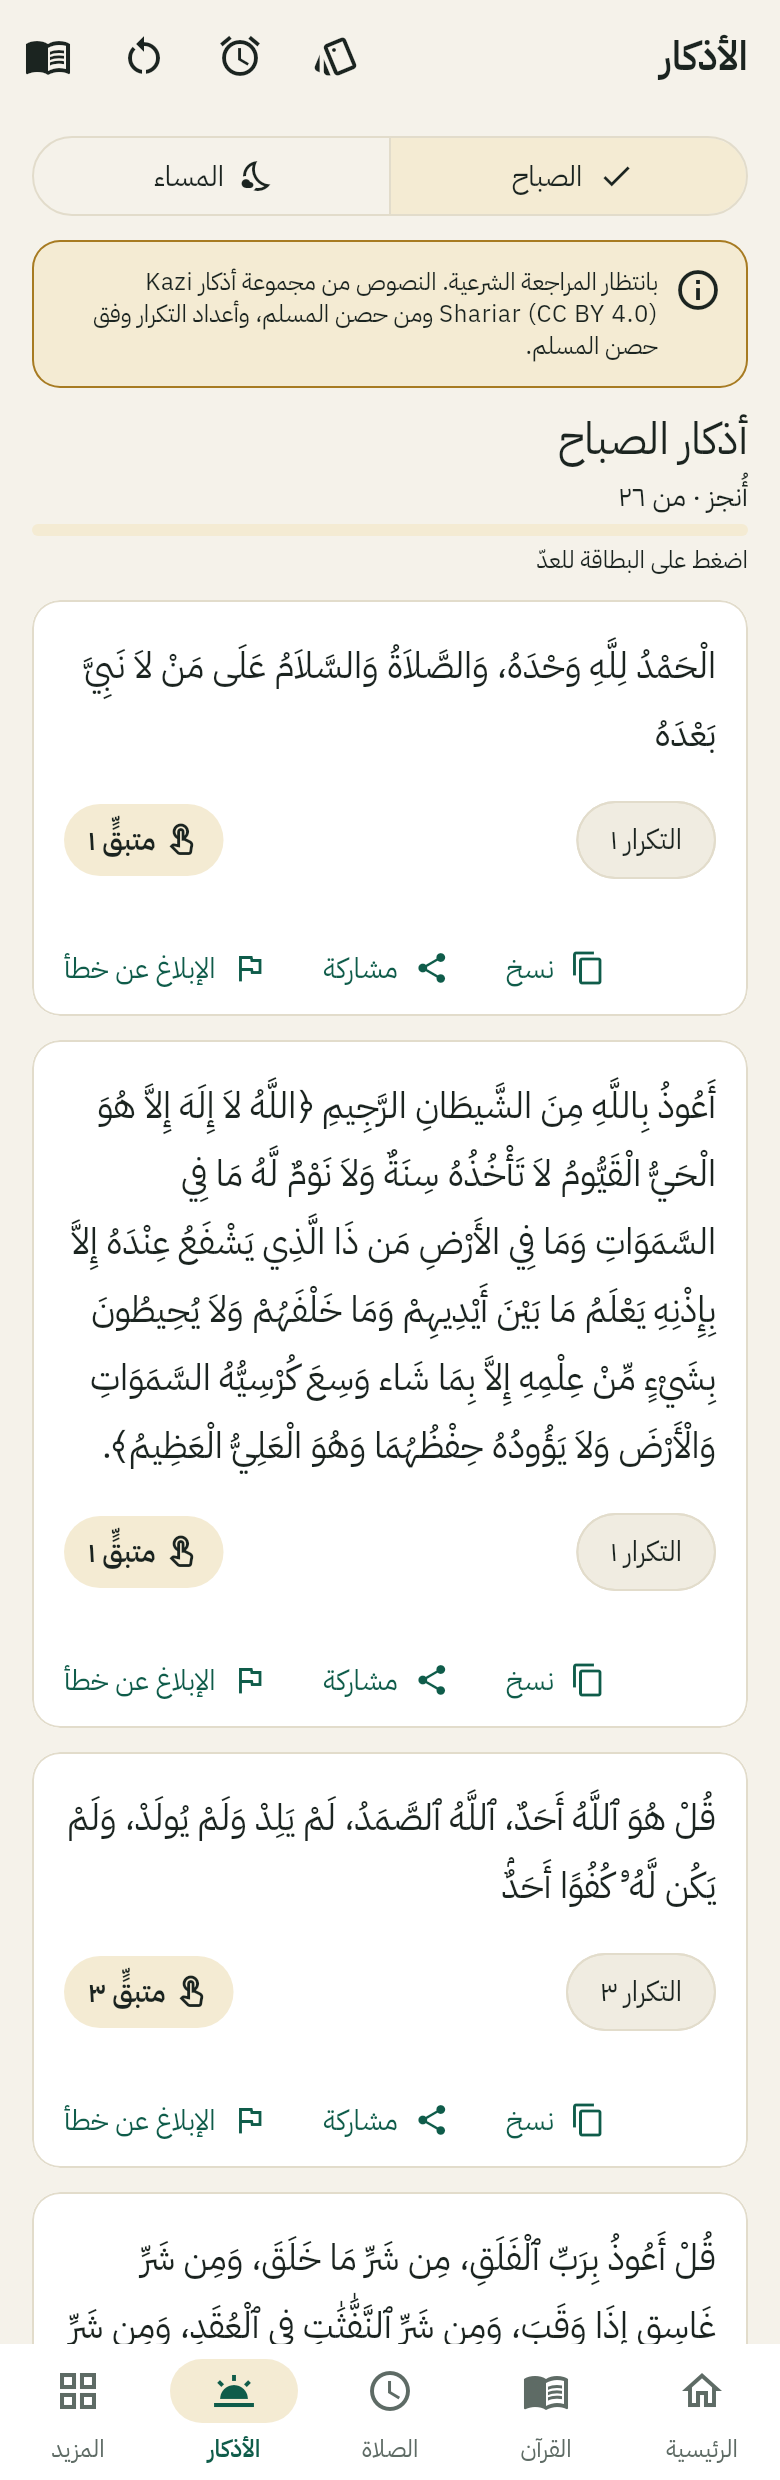 الأذكار
الصباح
المساء
بانتظار المراجعة الشرعية. النصوص من مجموعة أذكار Kazi
Shariar (CC BY 4.0) ومن حصن المسلم، وأعداد التكرار وفق
حصن المسلم.
أذكار الصباح
أُنجز ٠ من ٢٦
اضغط على البطاقة للعدّ
الْحَمْدُ لِلَّهِ وَحْدَهُ، وَالصَّلاَةُ وَالسَّلاَمُ عَلَى مَنْ لاَ نَبِيَّ
بَعْدَهُ
التكرار ١
متبقٍّ ١
نسخ
مشاركة
الإبلاغ عن خطأ
أَعُوذُ بِاللَّهِ مِنَ الشَّيطَانِ الرَّجِيمِ ﴿اللَّهُ لاَ إِلَهَ إِلاَّ هُوَ
الْحَيُّ الْقَيُّومُ لاَ تَأْخُذُهُ سِنَةٌ وَلاَ نَوْمٌ لَّهُ مَا فِي
السَّمَوَاتِ وَمَا فِي الأَرْضِ مَن ذَا الَّذِي يَشْفَعُ عِنْدَهُ إِلاَّ
بِإِذْنِهِ يَعْلَمُ مَا بَيْنَ أَيْدِيهِمْ وَمَا خَلْفَهُمْ وَلاَ يُحِيطُونَ
بِشَيْءٍ مِّنْ عِلْمِهِ إِلاَّ بِمَا شَاء وَسِعَ كُرْسِيُّهُ السَّمَوَاتِ
وَالْأَرْضَ وَلاَ يَؤُودُهُ حِفْظُهُمَا وَهُوَ الْعَلِيُّ الْعَظِيمُ﴾.
التكرار ١
متبقٍّ ١
نسخ
مشاركة
الإبلاغ عن خطأ
قُلْ هُوَ ٱللَّهُ أَحَدٌ، ٱللَّهُ ٱلصَّمَدُ، لَمْ يَلِدْ وَلَمْ يُولَدْ، وَلَمْ
يَكُن لَّهُۥ كُفُوًا أَحَدٌۢ
التكرار ٣
متبقٍّ ٣
نسخ
مشاركة
الإبلاغ عن خطأ
قُلْ أَعُوذُ بِرَبِّ ٱلْفَلَقِ، مِن شَرِّ مَا خَلَقَ، وَمِن شَرِّ
غَاسِقٍ إِذَا وَقَبَ، وَمِن شَرِّ ٱلنَّفَّٰثَٰتِ فِى ٱلْعُقَدِ، وَمِن شَرِّ
الرئيسية
القرآن
الصلاة
الأذكار
المزيد